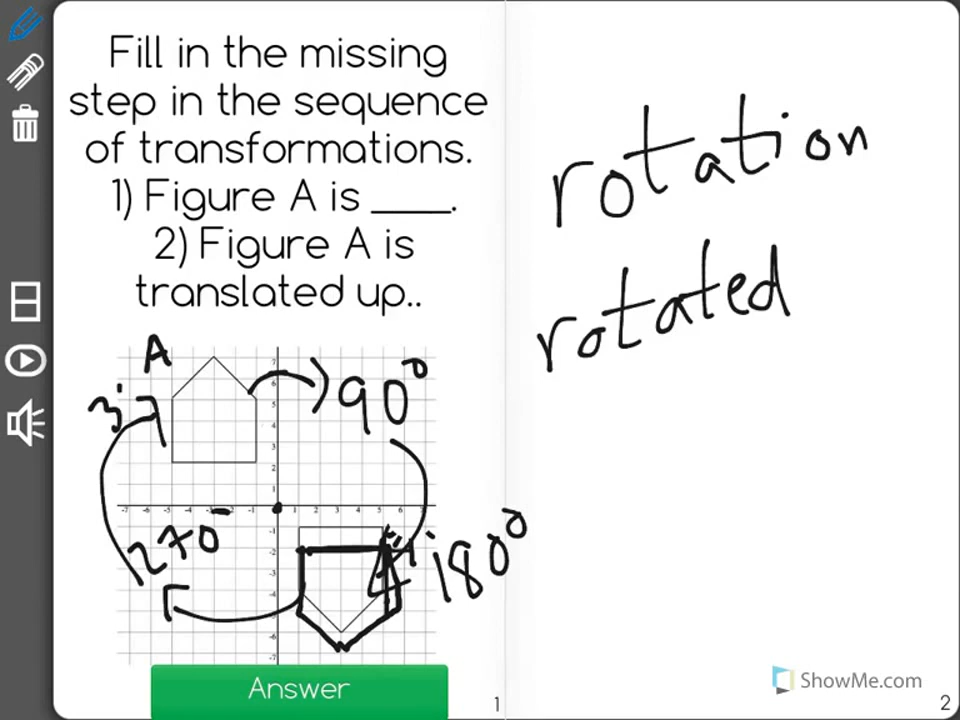 Fill in the missing
step in the sequence
of transformations.
1) Figure A is ____.
2) Figure A is
translated up..
rotation
rotated
A
90°
270
180°
Answer
1
ShowMe.com
2